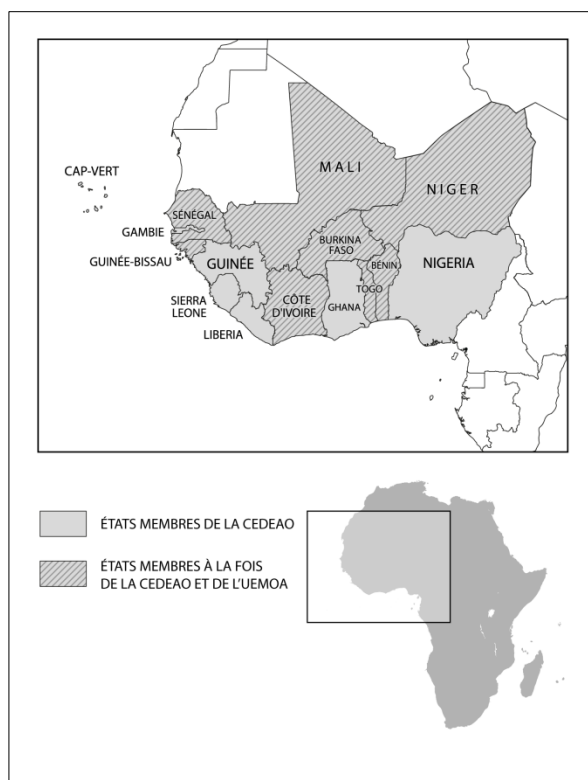 MALI
NIGER
CAP-VERT
SÉNÉGAL
GAMBIE
BURKINA
FASO
GUINÉE-BISSAU
GUINÉE
BÉNIN
NIGERIA
TOGO
SIERRA
LEONE
CÔTE
D'IVOIRE
GHANA
LIBERIA
ÉTATS MEMBRES DE LA CEDEAO
ÉTATS MEMBRES À LA FOIS
DE LA CEDEAO ET DE L'UEMOA